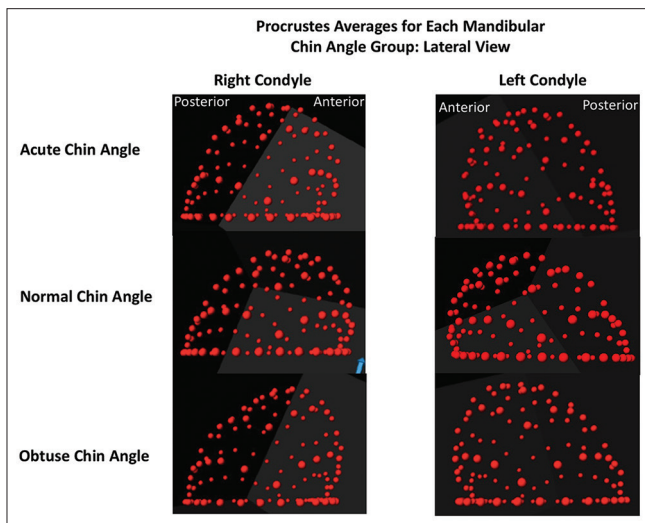 Procrustes Averages for Each Mandibular
Chin Angle Group: Lateral View
Right Condyle
Left Condyle
Posterior
Anterior
Anterior
Posterior
Acute Chin Angle
Normal Chin Angle
Obtuse Chin Angle